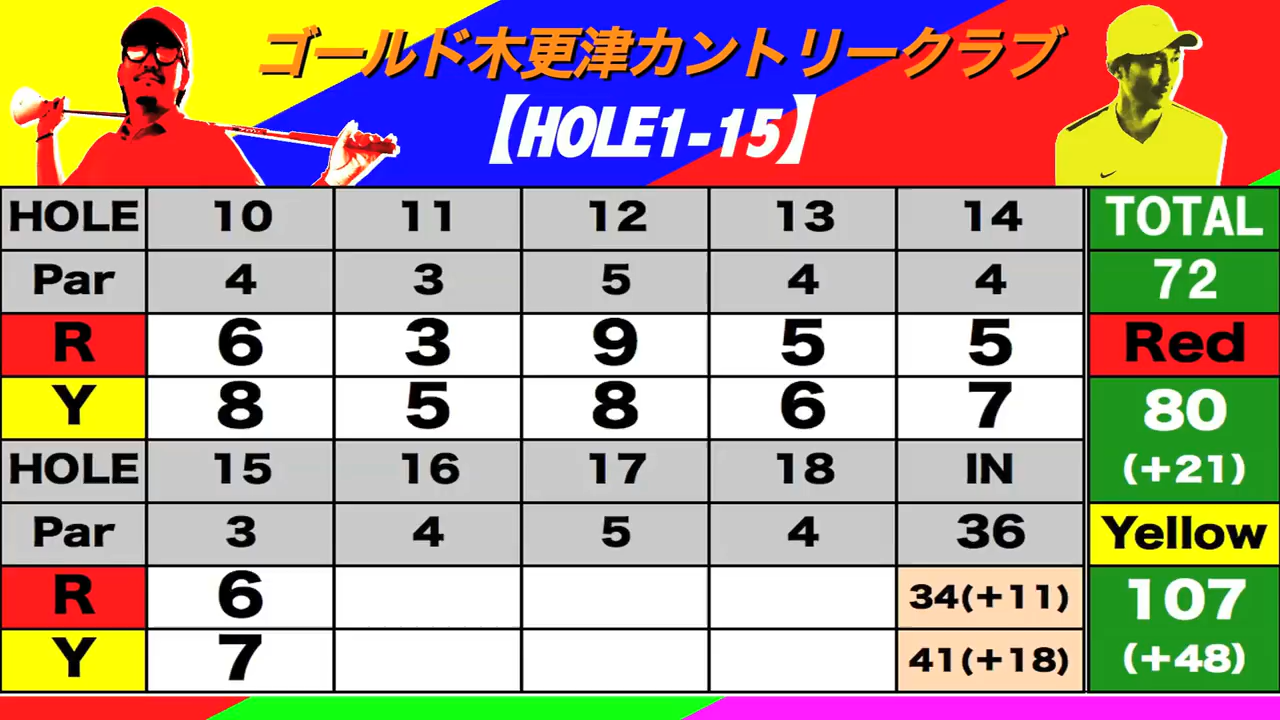 ゴールド木更津カントリークラブ
【HOLE1-15】
HOLE 10 11 12 13 14 TOTAL
Par 4 3 5 4 4 72
R 6 3 9 5 5 Red
Y 8 5 8 6 7 80
HOLE 15 16 17 18 IN (+21)
Par 3 4 5 4 36 Yellow
R 6 34(+11) 107
Y 7 41(+18) (+48)